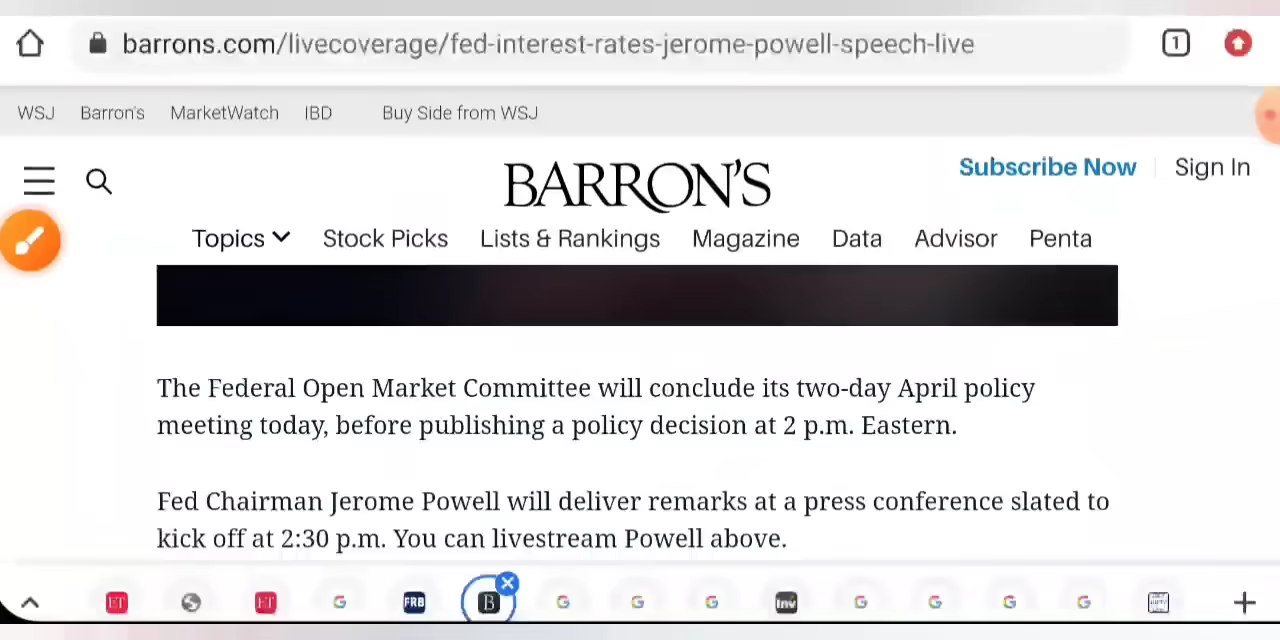 barrons.com/livecoverage/fed-interest-rates-jerome-powell-speech-live
1
WSJ Barron's MarketWatch IBD Buy Side from WSJ
BARRON'S
Subscribe Now Sign In
Topics Stock Picks Lists & Rankings Magazine Data Advisor Penta
The Federal Open Market Committee will conclude its two-day April policy
meeting today, before publishing a policy decision at 2 p.m. Eastern.
Fed Chairman Jerome Powell will deliver remarks at a press conference slated to
kick off at 2:30 p.m. You can livestream Powell above.
ET ET G FRB B G G G Inv G G G G